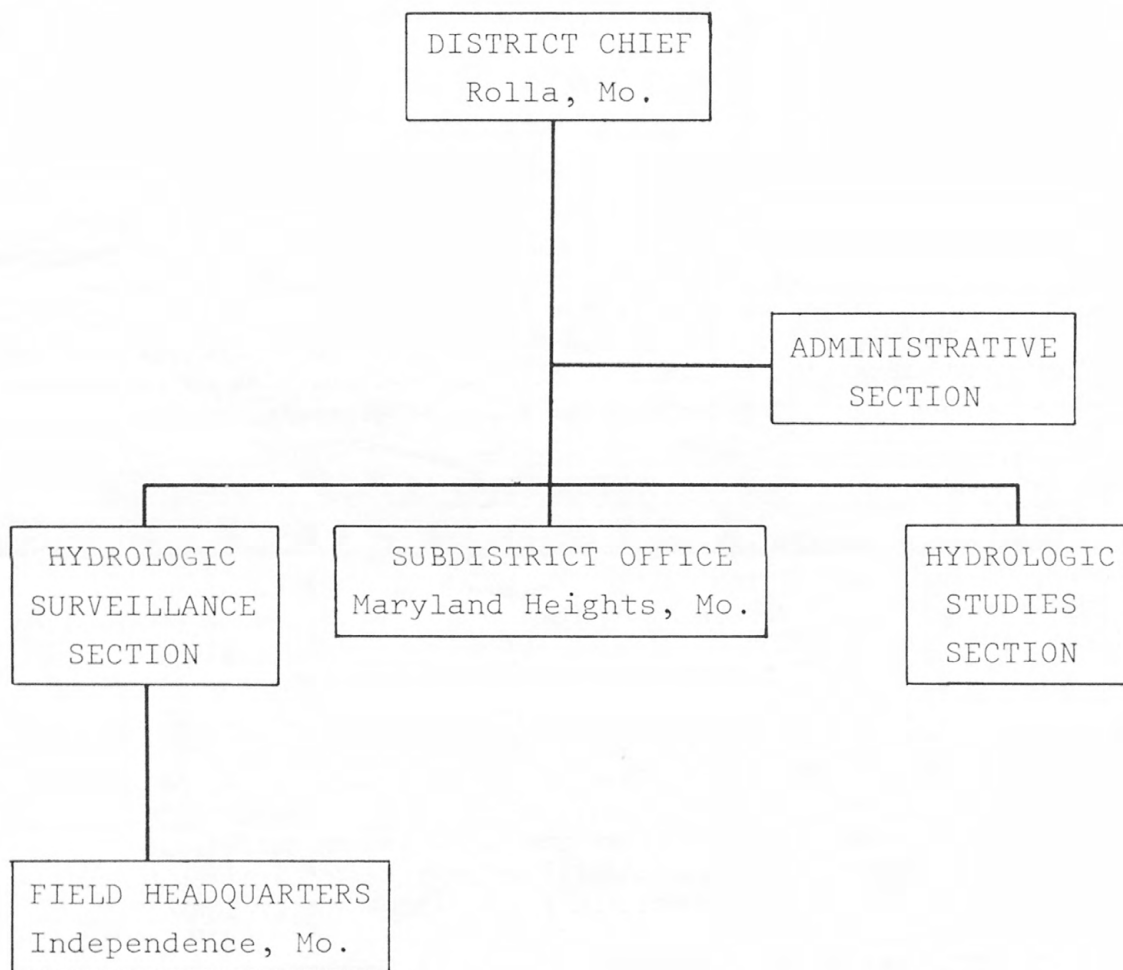 DISTRICT CHIEF
Rolla, Mo.
ADMINISTRATIVE
SECTION
HYDROLOGIC
SURVEILLANCE
SECTION
SUBDISTRICT OFFICE
Maryland Heights, Mo.
HYDROLOGIC
STUDIES
SECTION
FIELD HEADQUARTERS
Independence, Mo.